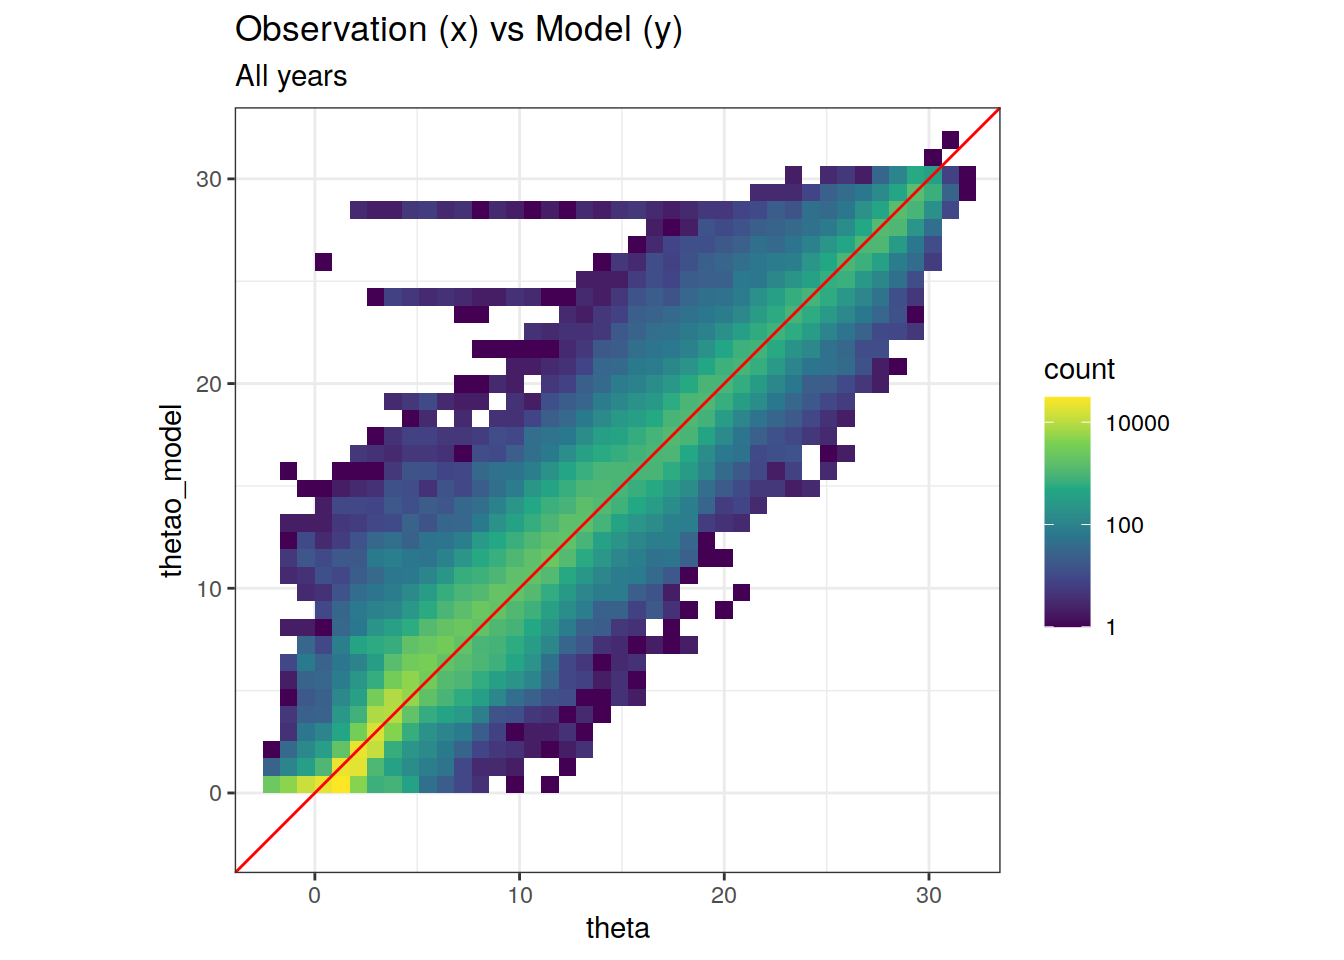 Observation (x) vs Model (y)
All years
thetao_model
30
20
10
0
0
10
20
30
theta
count
10000
100
1